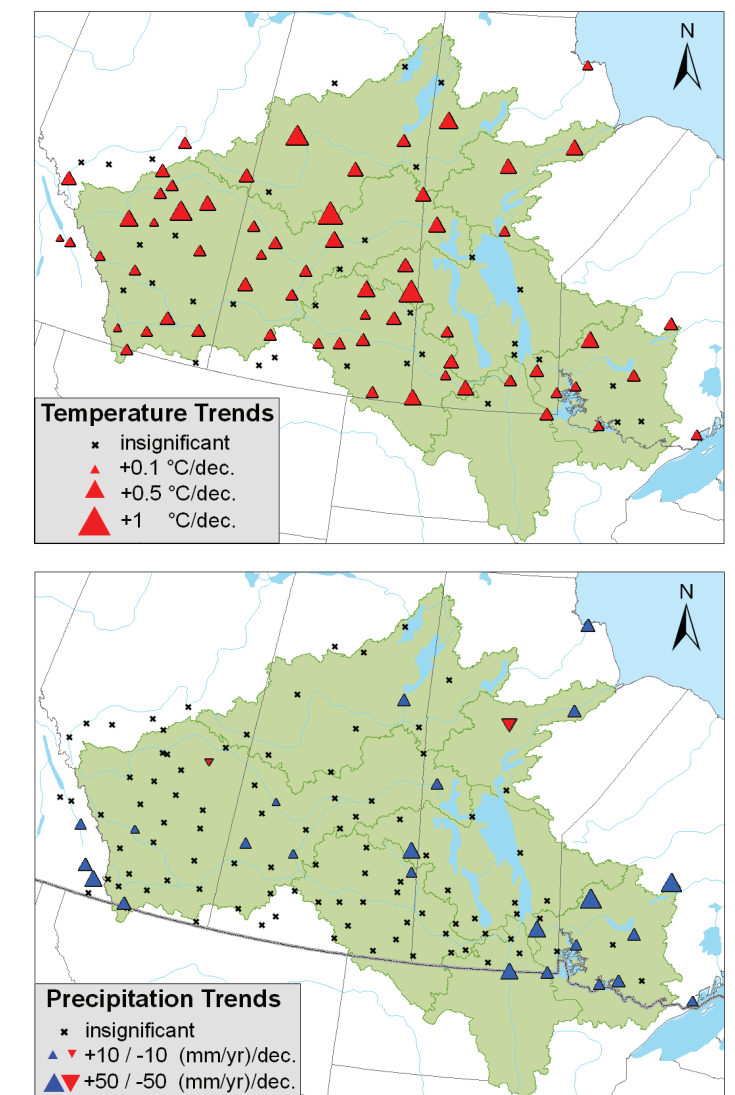 N
Temperature Trends
insignificant
+0.1 °C/dec.
+0.5 °C/dec.
+1 °C/dec.
N
Precipitation Trends
insignificant
+10 / -10 (mm/yr)/dec.
+50 / -50 (mm/yr)/dec.